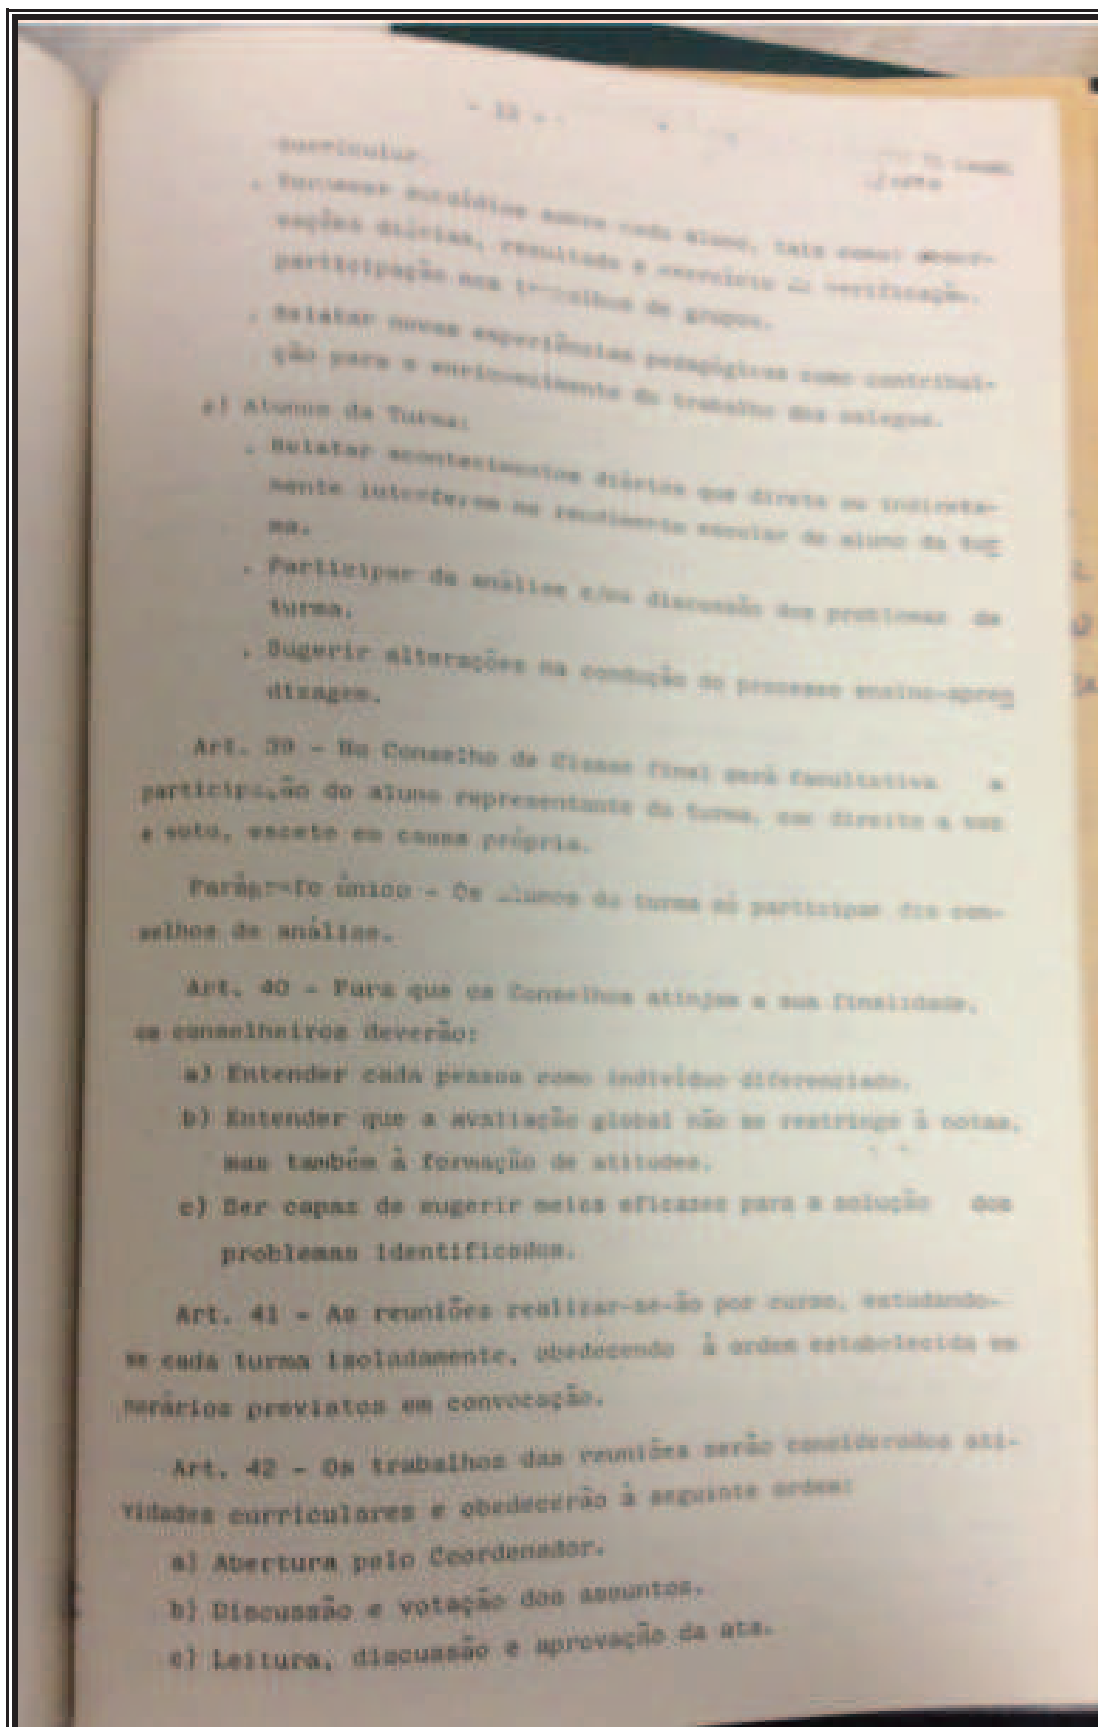 - 12 -
curricular.
. Fornecer subsídios sobre cada aluno, tais como: obser-
vações diárias, resultado e exercício de verificação,
participação nos trabalhos de grupos.
. Relatar novas experiências pedagógicas como contribui-
ção para o enriquecimento do trabalho dos colegas.
Alunos da Turma:
. Relatar acontecimentos diários que direta ou indireta-
mente interferem no rendimento escolar do aluno da tur
ma.
. Participar da análise e/ou discussão dos problemas da
turma.
. Sugerir alterações na condução do processo ensino-apren
dizagem.
Art. 39 - No Conselho de Classe final será facultativa a
participação do aluno representante da turma, com direito a voz
e voto, exceto em causa própria.
Parágrafo único - Os alunos da turma só participam dos con-
selhos de análise.
Art. 40 - Para que os Conselhos atinjam a sua finalidade,
os conselheiros deverão:
a) Entender cada pessoa como indivíduo diferenciado.
b) Entender que a avaliação global não se restringe à notas,
mas também à formação de atitudes.
c) Ser capaz de sugerir meios eficazes para a solução dos
problemas identificados.
Art. 41 - As reuniões realizar-se-ão por curso, estudando-
se cada turma isoladamente, obedecendo à ordem estabelecida em
horários previstos em convocação.
Art. 42 - Os trabalhos das reuniões serão considerados ati-
vidades curriculares e obedecerão à seguinte ordem:
a) Abertura pelo Coordenador.
b) Discussão e votação dos assuntos.
c) Leitura, discussão e aprovação da ata.